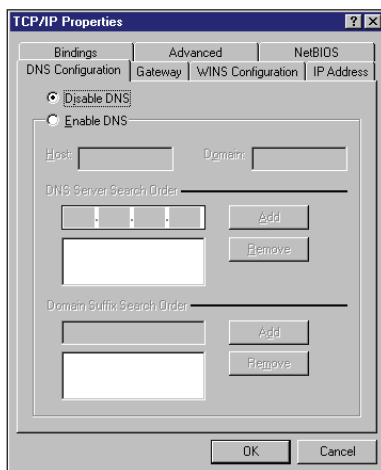 TCP/IP Properties
Bindings Advanced NetBIOS
DNS Configuration Gateway WINS Configuration IP Address
Disable DNS
Enable DNS
Host: Domain:
DNS Server Search Order
Add
Remove
Domain Suffix Search Order
Add
Remove
OK Cancel